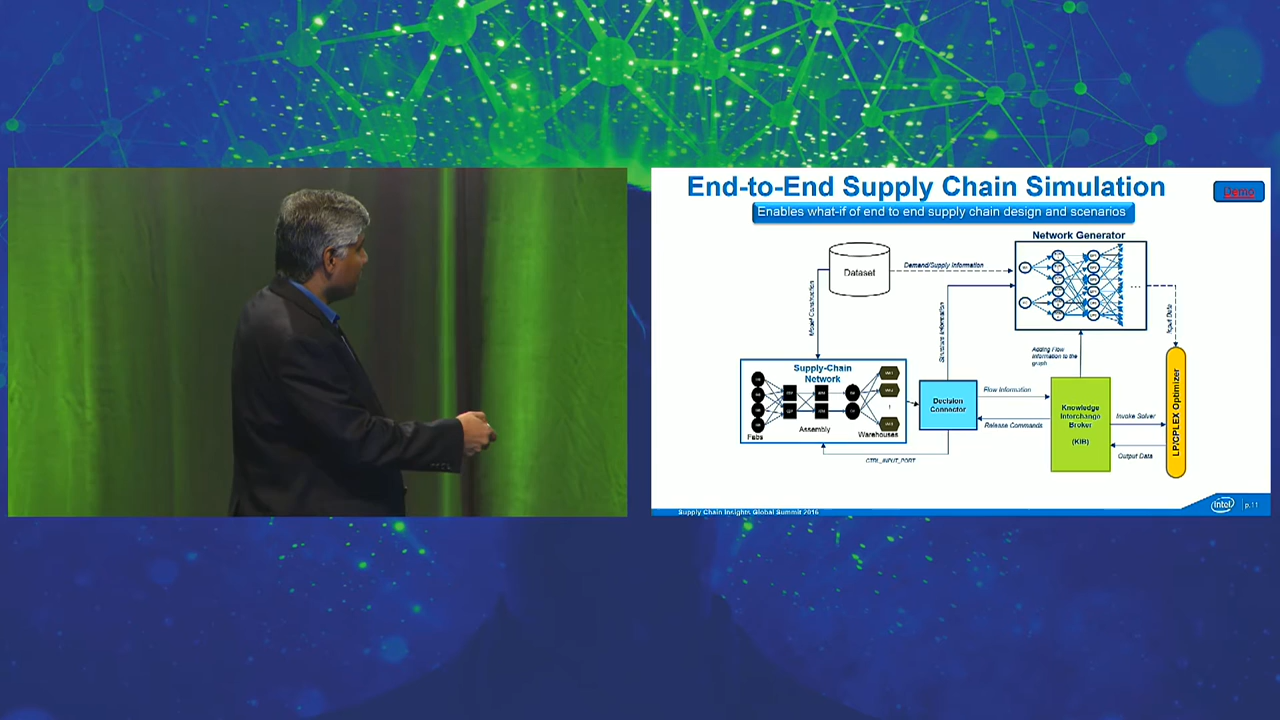 End-to-End Supply Chain Simulation
Demo
Enables what-if of end to end supply chain design and scenarios
Network Generator
Dataset
Demand/Supply Information
...
Model Construction
Structure Information
Input Data
Adding Flow
Information to the
graph
Supply-Chain
Network
Fabs
Assembly
Warehouses
Decision
Connector
Flow Information
Release Commands
Knowledge
Interchange
Broker
(KIB)
Invoke Solver
Output Data
LP/CPLEX Optimizer
CTRL_INPUT_PORT
Supply Chain Insights Global Summit 2016
intel
p.11